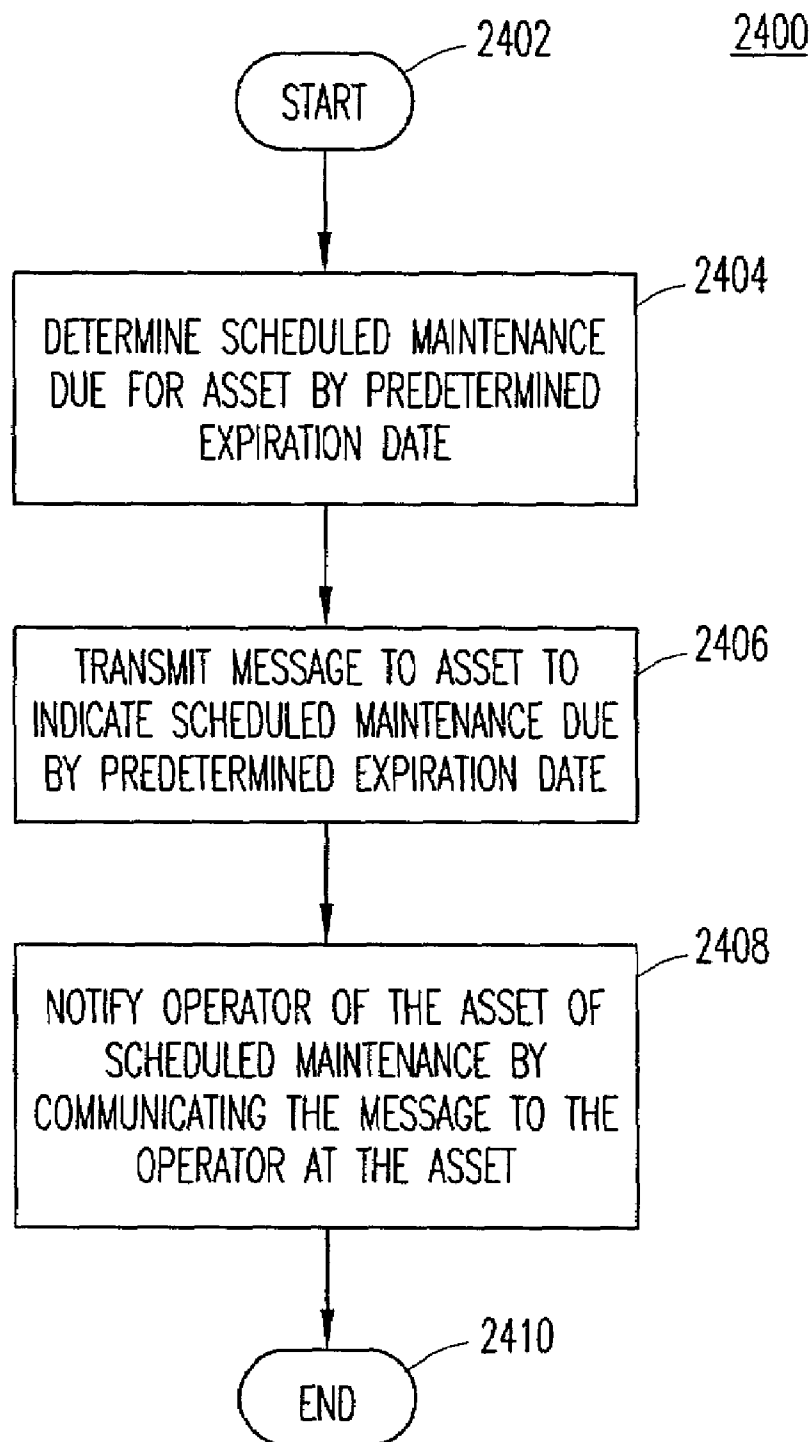 2400
2402
START
2404
DETERMINE SCHEDULED MAINTENANCE
DUE FOR ASSET BY PREDETERMINED
EXPIRATION DATE
2406
TRANSMIT MESSAGE TO ASSET TO
INDICATE SCHEDULED MAINTENANCE DUE
BY PREDETERMINED EXPIRATION DATE
2408
NOTIFY OPERATOR OF THE ASSET OF
SCHEDULED MAINTENANCE BY
COMMUNICATING THE MESSAGE TO THE
OPERATOR AT THE ASSET
2410
END